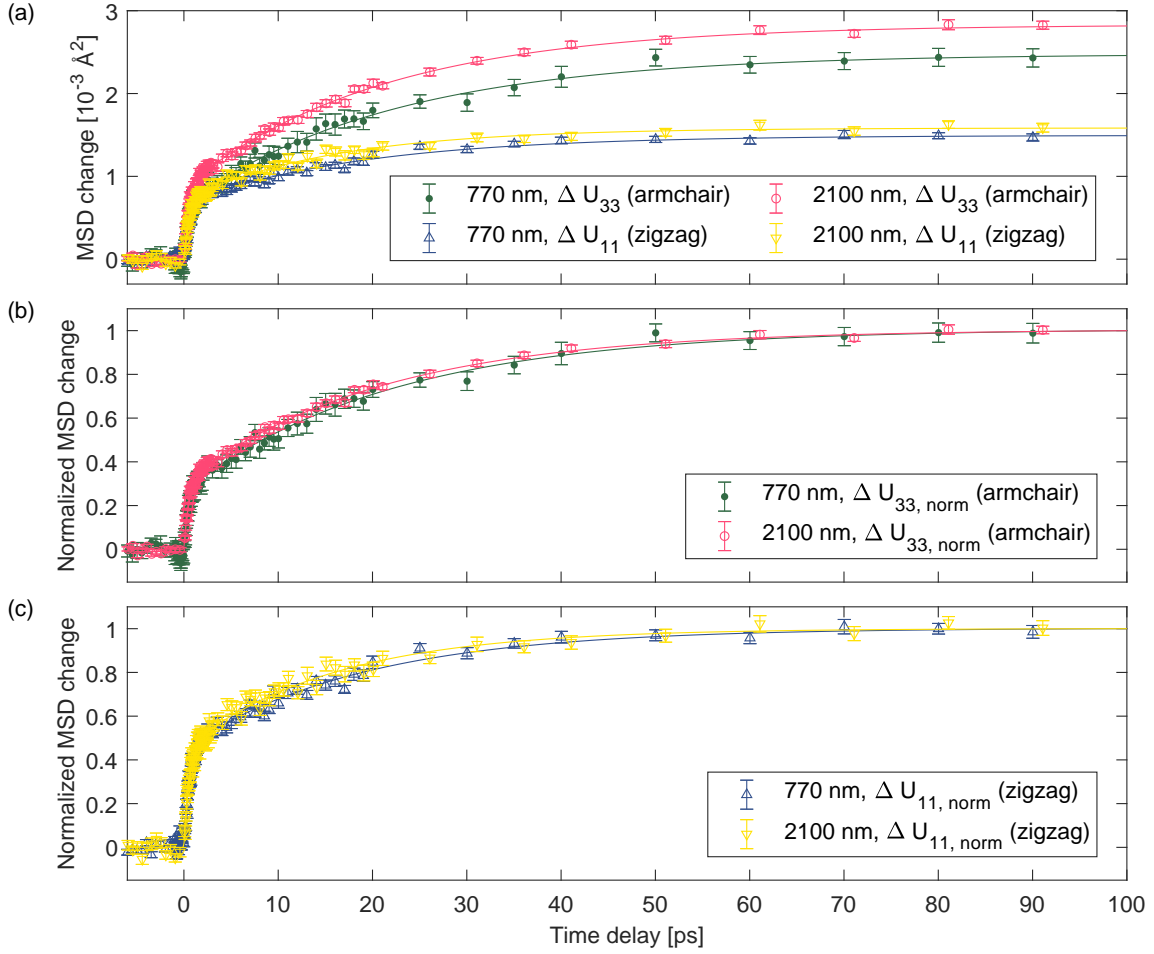 (a)
3
2
1
0
MSD change [10⁻³ Å²]
770 nm, Δ U₃₃ (armchair)
770 nm, Δ U₁₁ (zigzag)
2100 nm, Δ U₃₃ (armchair)
2100 nm, Δ U₁₁ (zigzag)
(b)
1
0.8
0.6
0.4
0.2
0
Normalized MSD change
770 nm, Δ U₃₃, norm (armchair)
2100 nm, Δ U₃₃, norm (armchair)
(c)
1
0.8
0.6
0.4
0.2
0
Normalized MSD change
770 nm, Δ U₁₁, norm (zigzag)
2100 nm, Δ U₁₁, norm (zigzag)
0 10 20 30 40 50 60 70 80 90 100
Time delay [ps]